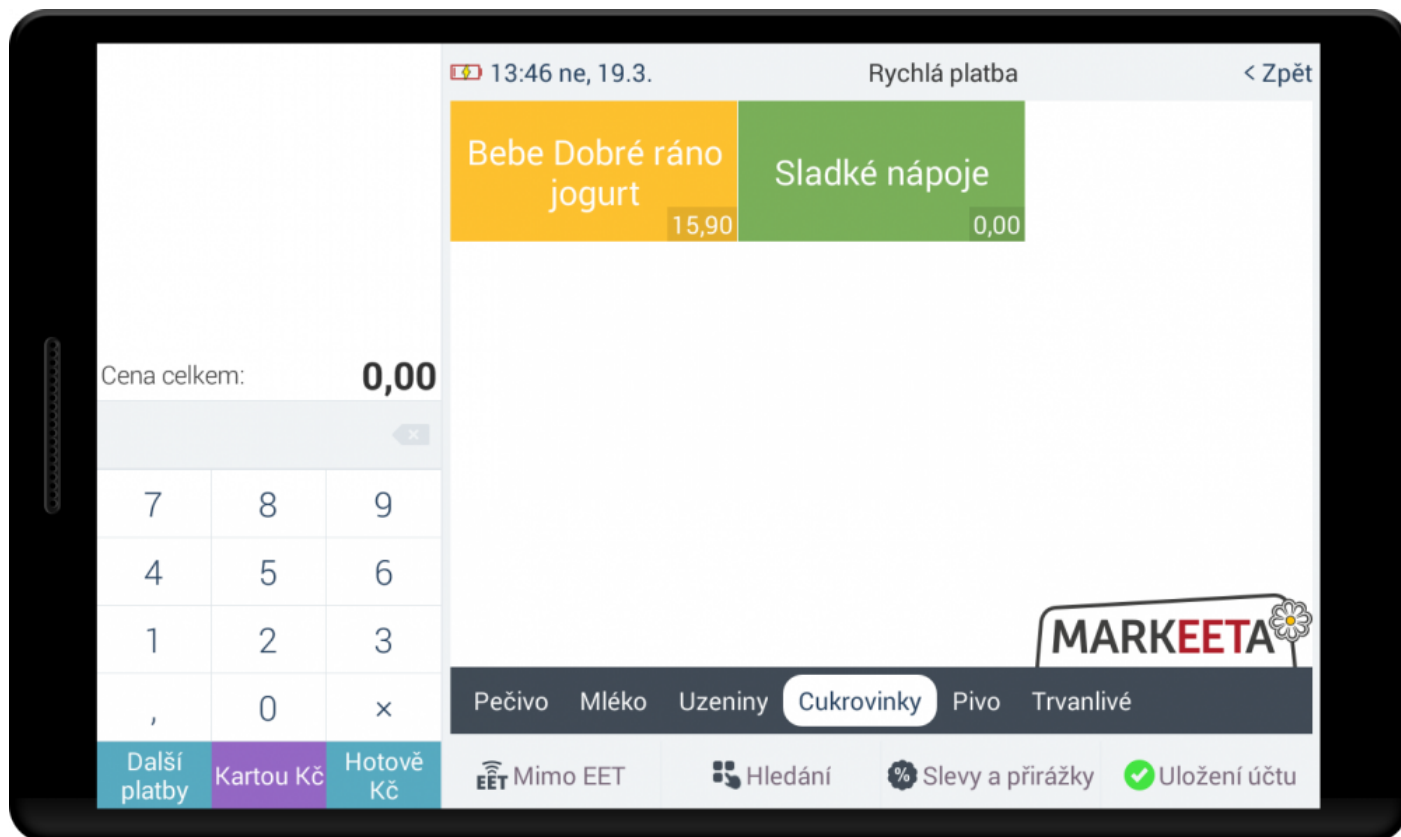 13:46 ne, 19.3.
Rychlá platba
< Zpět
Bebe Dobré ráno
jogurt
15,90
Sladké nápoje
0,00
Cena celkem:
0,00
7 8 9
4 5 6
1 2 3
, 0 ×
Další
platby
Kartou Kč
Hotově
Kč
MARKEETA
Pečivo Mléko Uzeniny Cukrovinky Pivo Trvanlivé
EET Mimo EET
Hledání
% Slevy a přirážky
Uložení účtu